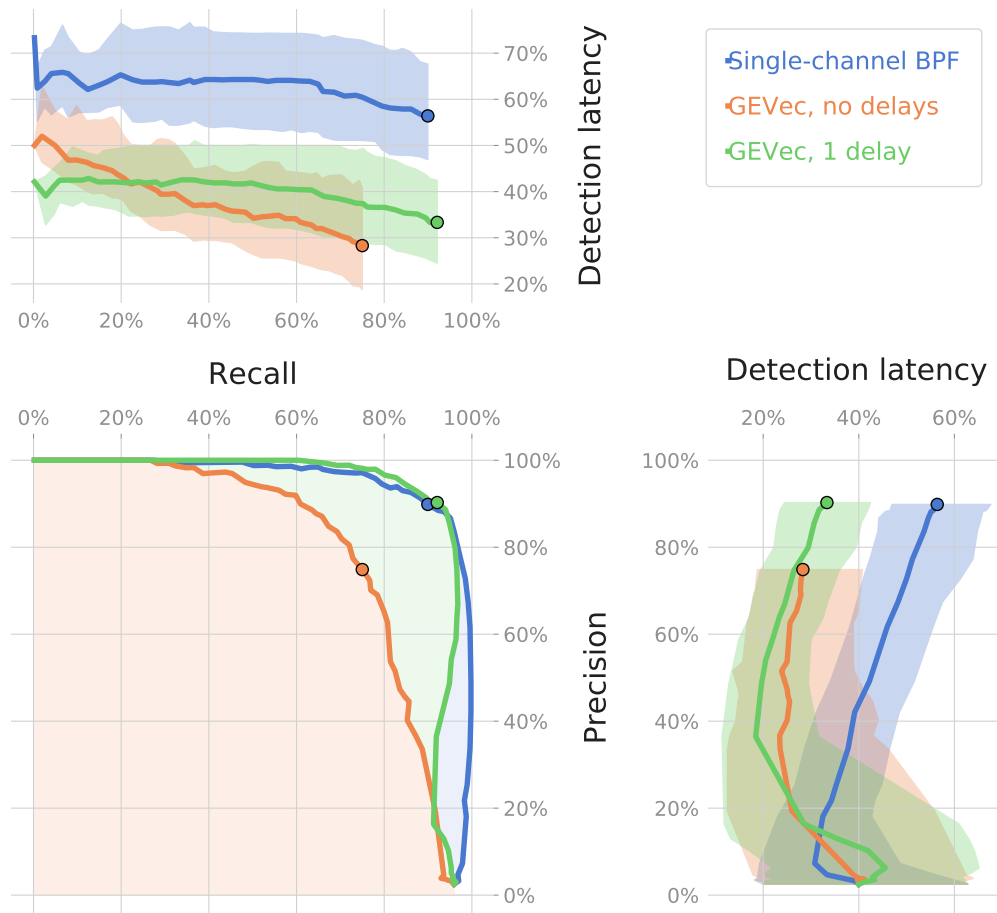 70%
60%
50%
40%
30%
20%
0% 20% 40% 60% 80% 100%
Detection latency
Single-channel BPF
GEVec, no delays
GEVec, 1 delay
Recall
0% 20% 40% 60% 80% 100%
100%
80%
60%
40%
20%
0%
Precision
Detection latency
20% 40% 60%
100%
80%
60%
40%
20%
0%